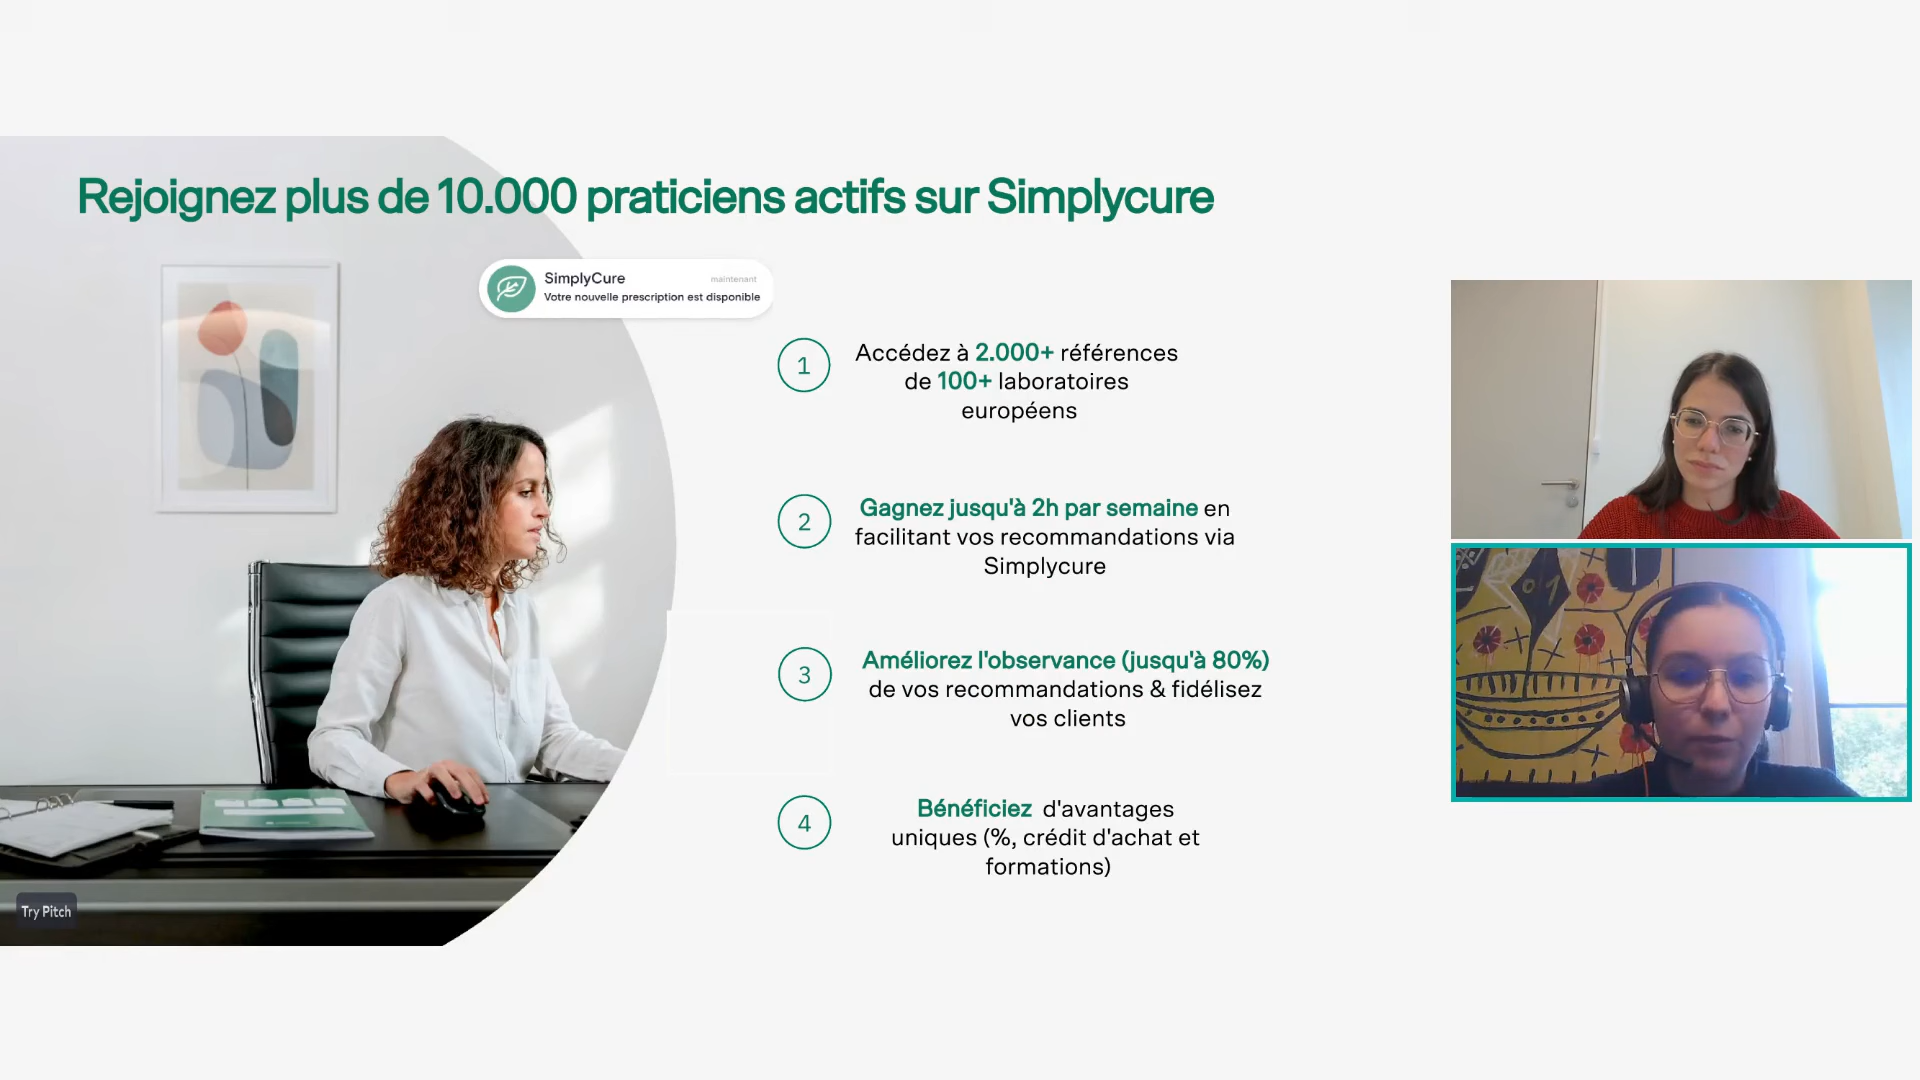 Rejoignez plus de 10.000 praticiens actifs sur Simplycure
SimplyCure
maintenant
Votre nouvelle prescription est disponible
1
Accédez à 2.000+ références
de 100+ laboratoires
européens
2
Gagnez jusqu'à 2h par semaine en
facilitant vos recommandations via
Simplycure
3
Améliorez l'observance (jusqu'à 80%)
de vos recommandations & fidélisez
vos clients
4
Bénéficiez d'avantages
uniques (%, crédit d'achat et
formations)
Try Pitch